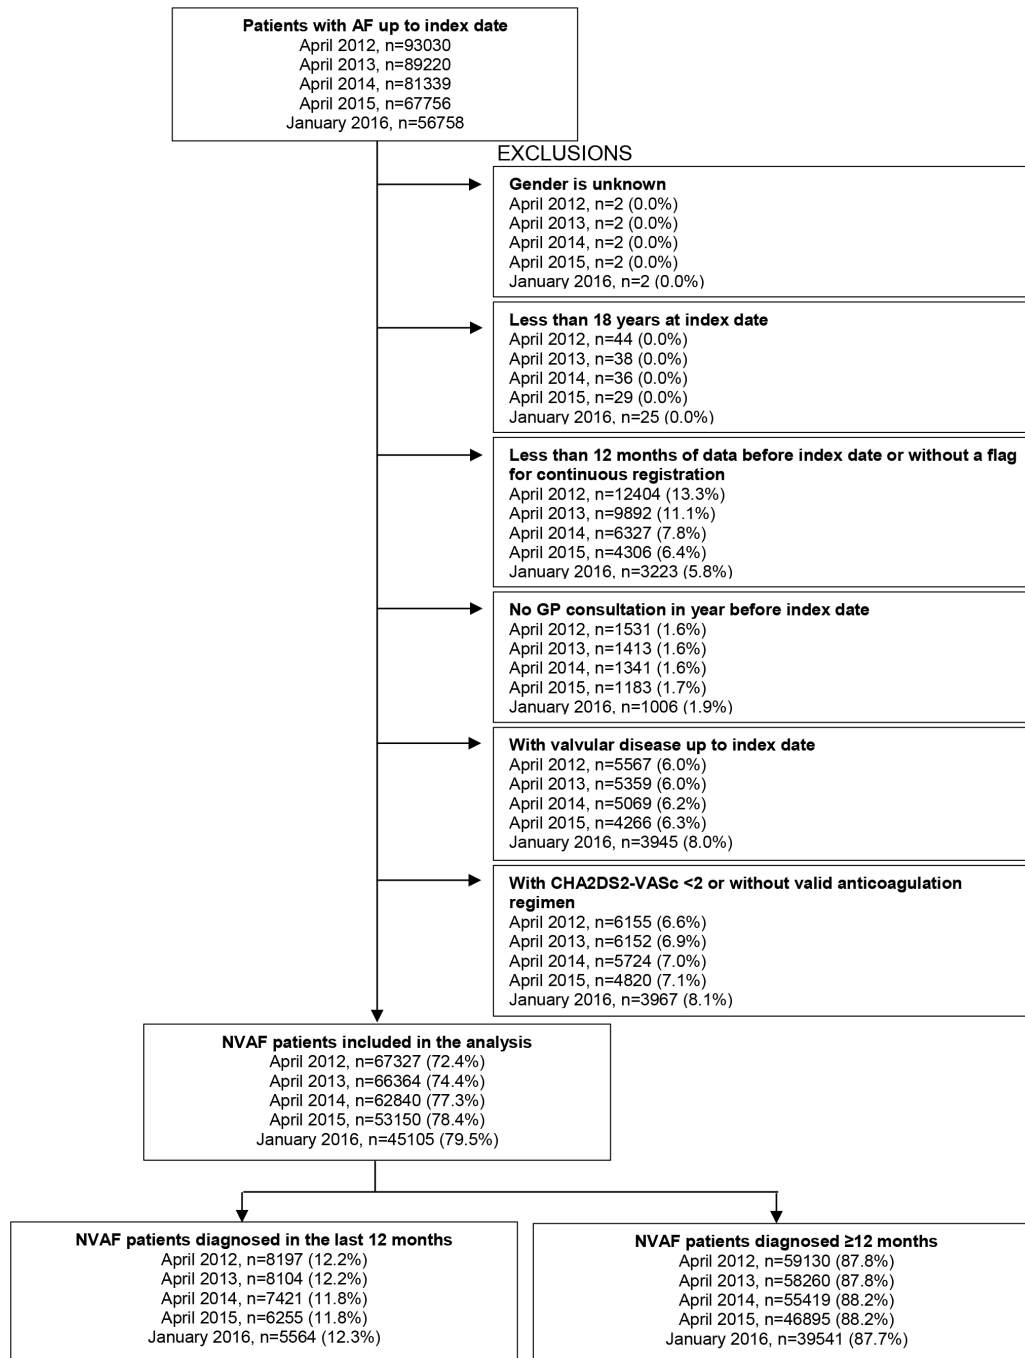 Patients with AF up to index date
April 2012, n=93030
April 2013, n=89220
April 2014, n=81339
April 2015, n=67756
January 2016, n=56758
EXCLUSIONS
Gender is unknown
April 2012, n=2 (0.0%)
April 2013, n=2 (0.0%)
April 2014, n=2 (0.0%)
April 2015, n=2 (0.0%)
January 2016, n=2 (0.0%)
Less than 18 years at index date
April 2012, n=44 (0.0%)
April 2013, n=38 (0.0%)
April 2014, n=36 (0.0%)
April 2015, n=29 (0.0%)
January 2016, n=25 (0.0%)
Less than 12 months of data before index date or without a flag
for continuous registration
April 2012, n=12404 (13.3%)
April 2013, n=9892 (11.1%)
April 2014, n=6327 (7.8%)
April 2015, n=4306 (6.4%)
January 2016, n=3223 (5.8%)
No GP consultation in year before index date
April 2012, n=1531 (1.6%)
April 2013, n=1413 (1.6%)
April 2014, n=1341 (1.6%)
April 2015, n=1183 (1.7%)
January 2016, n=1006 (1.9%)
With valvular disease up to index date
April 2012, n=5567 (6.0%)
April 2013, n=5359 (6.0%)
April 2014, n=5069 (6.2%)
April 2015, n=4266 (6.3%)
January 2016, n=3945 (8.0%)
With CHA2DS2-VASc <2 or without valid anticoagulation
regimen
April 2012, n=6155 (6.6%)
April 2013, n=6152 (6.9%)
April 2014, n=5724 (7.0%)
April 2015, n=4820 (7.1%)
January 2016, n=3967 (8.1%)
NVAF patients included in the analysis
April 2012, n=67327 (72.4%)
April 2013, n=66364 (74.4%)
April 2014, n=62840 (77.3%)
April 2015, n=53150 (78.4%)
January 2016, n=45105 (79.5%)
NVAF patients diagnosed in the last 12 months
April 2012, n=8197 (12.2%)
April 2013, n=8104 (12.2%)
April 2014, n=7421 (11.8%)
April 2015, n=6255 (11.8%)
January 2016, n=5564 (12.3%)
NVAF patients diagnosed ≥12 months
April 2012, n=59130 (87.8%)
April 2013, n=58260 (87.8%)
April 2014, n=55419 (88.2%)
April 2015, n=46895 (88.2%)
January 2016, n=39541 (87.7%)